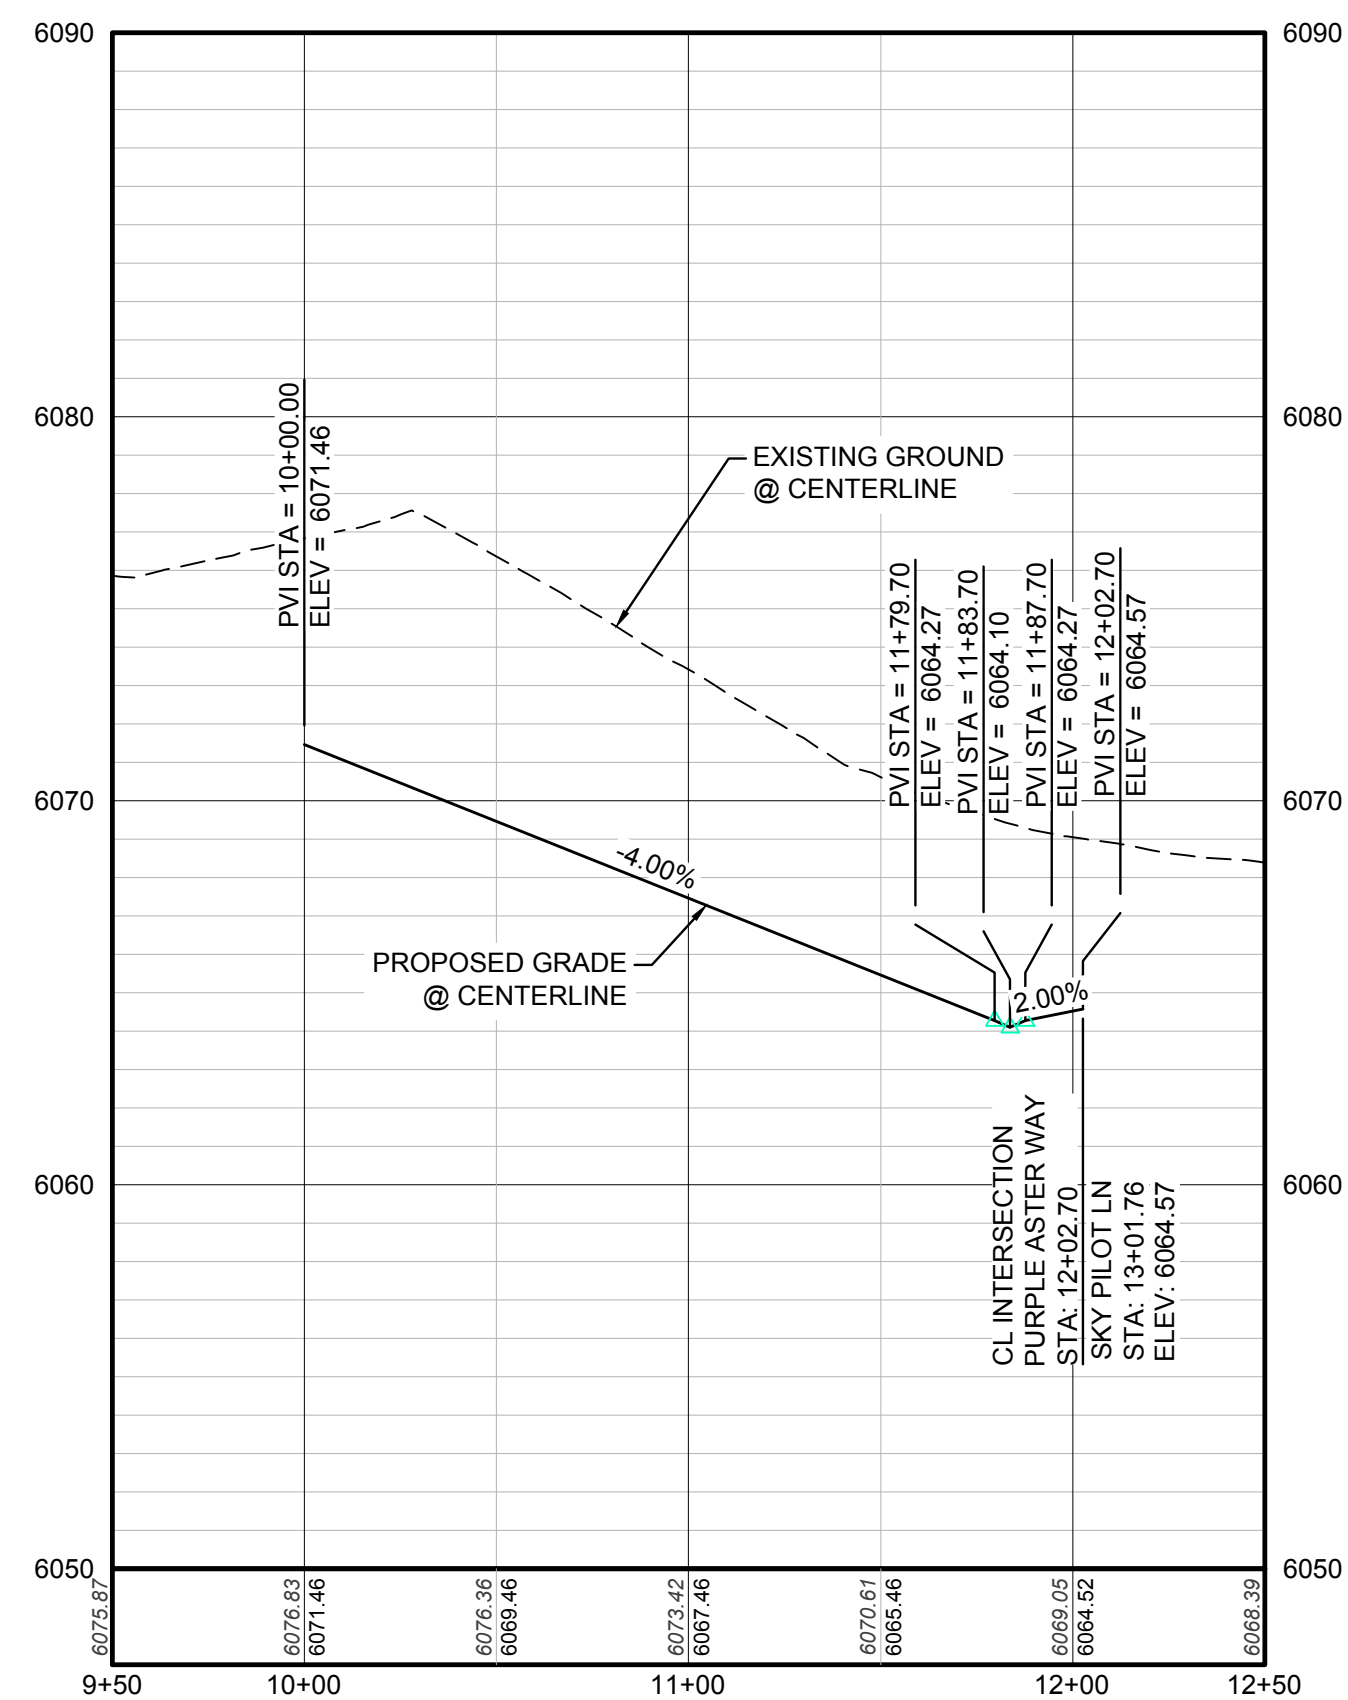 6090
6090
6080
6080
PVI STA = 10+00.00
ELEV = 6071.46
EXISTING GROUND
@ CENTERLINE
PVI STA = 11+79.70
ELEV = 6064.27
PVI STA = 11+83.70
ELEV = 6064.10
PVI STA = 11+87.70
ELEV = 6064.27
PVI STA = 12+02.70
ELEV = 6064.57
6070
6070
-4.00%
PROPOSED GRADE
@ CENTERLINE
2.00%
CL INTERSECTION
PURPLE ASTER WAY
STA: 12+02.70
SKY PILOT LN
STA: 13+01.76
ELEV: 6064.57
6060
6060
6050
6050
6075.87
6076.83
6071.46
6076.36
6069.46
6073.42
6067.46
6070.61
6065.46
6069.05
6064.52
6068.39
9+50
10+00
11+00
12+00
12+50